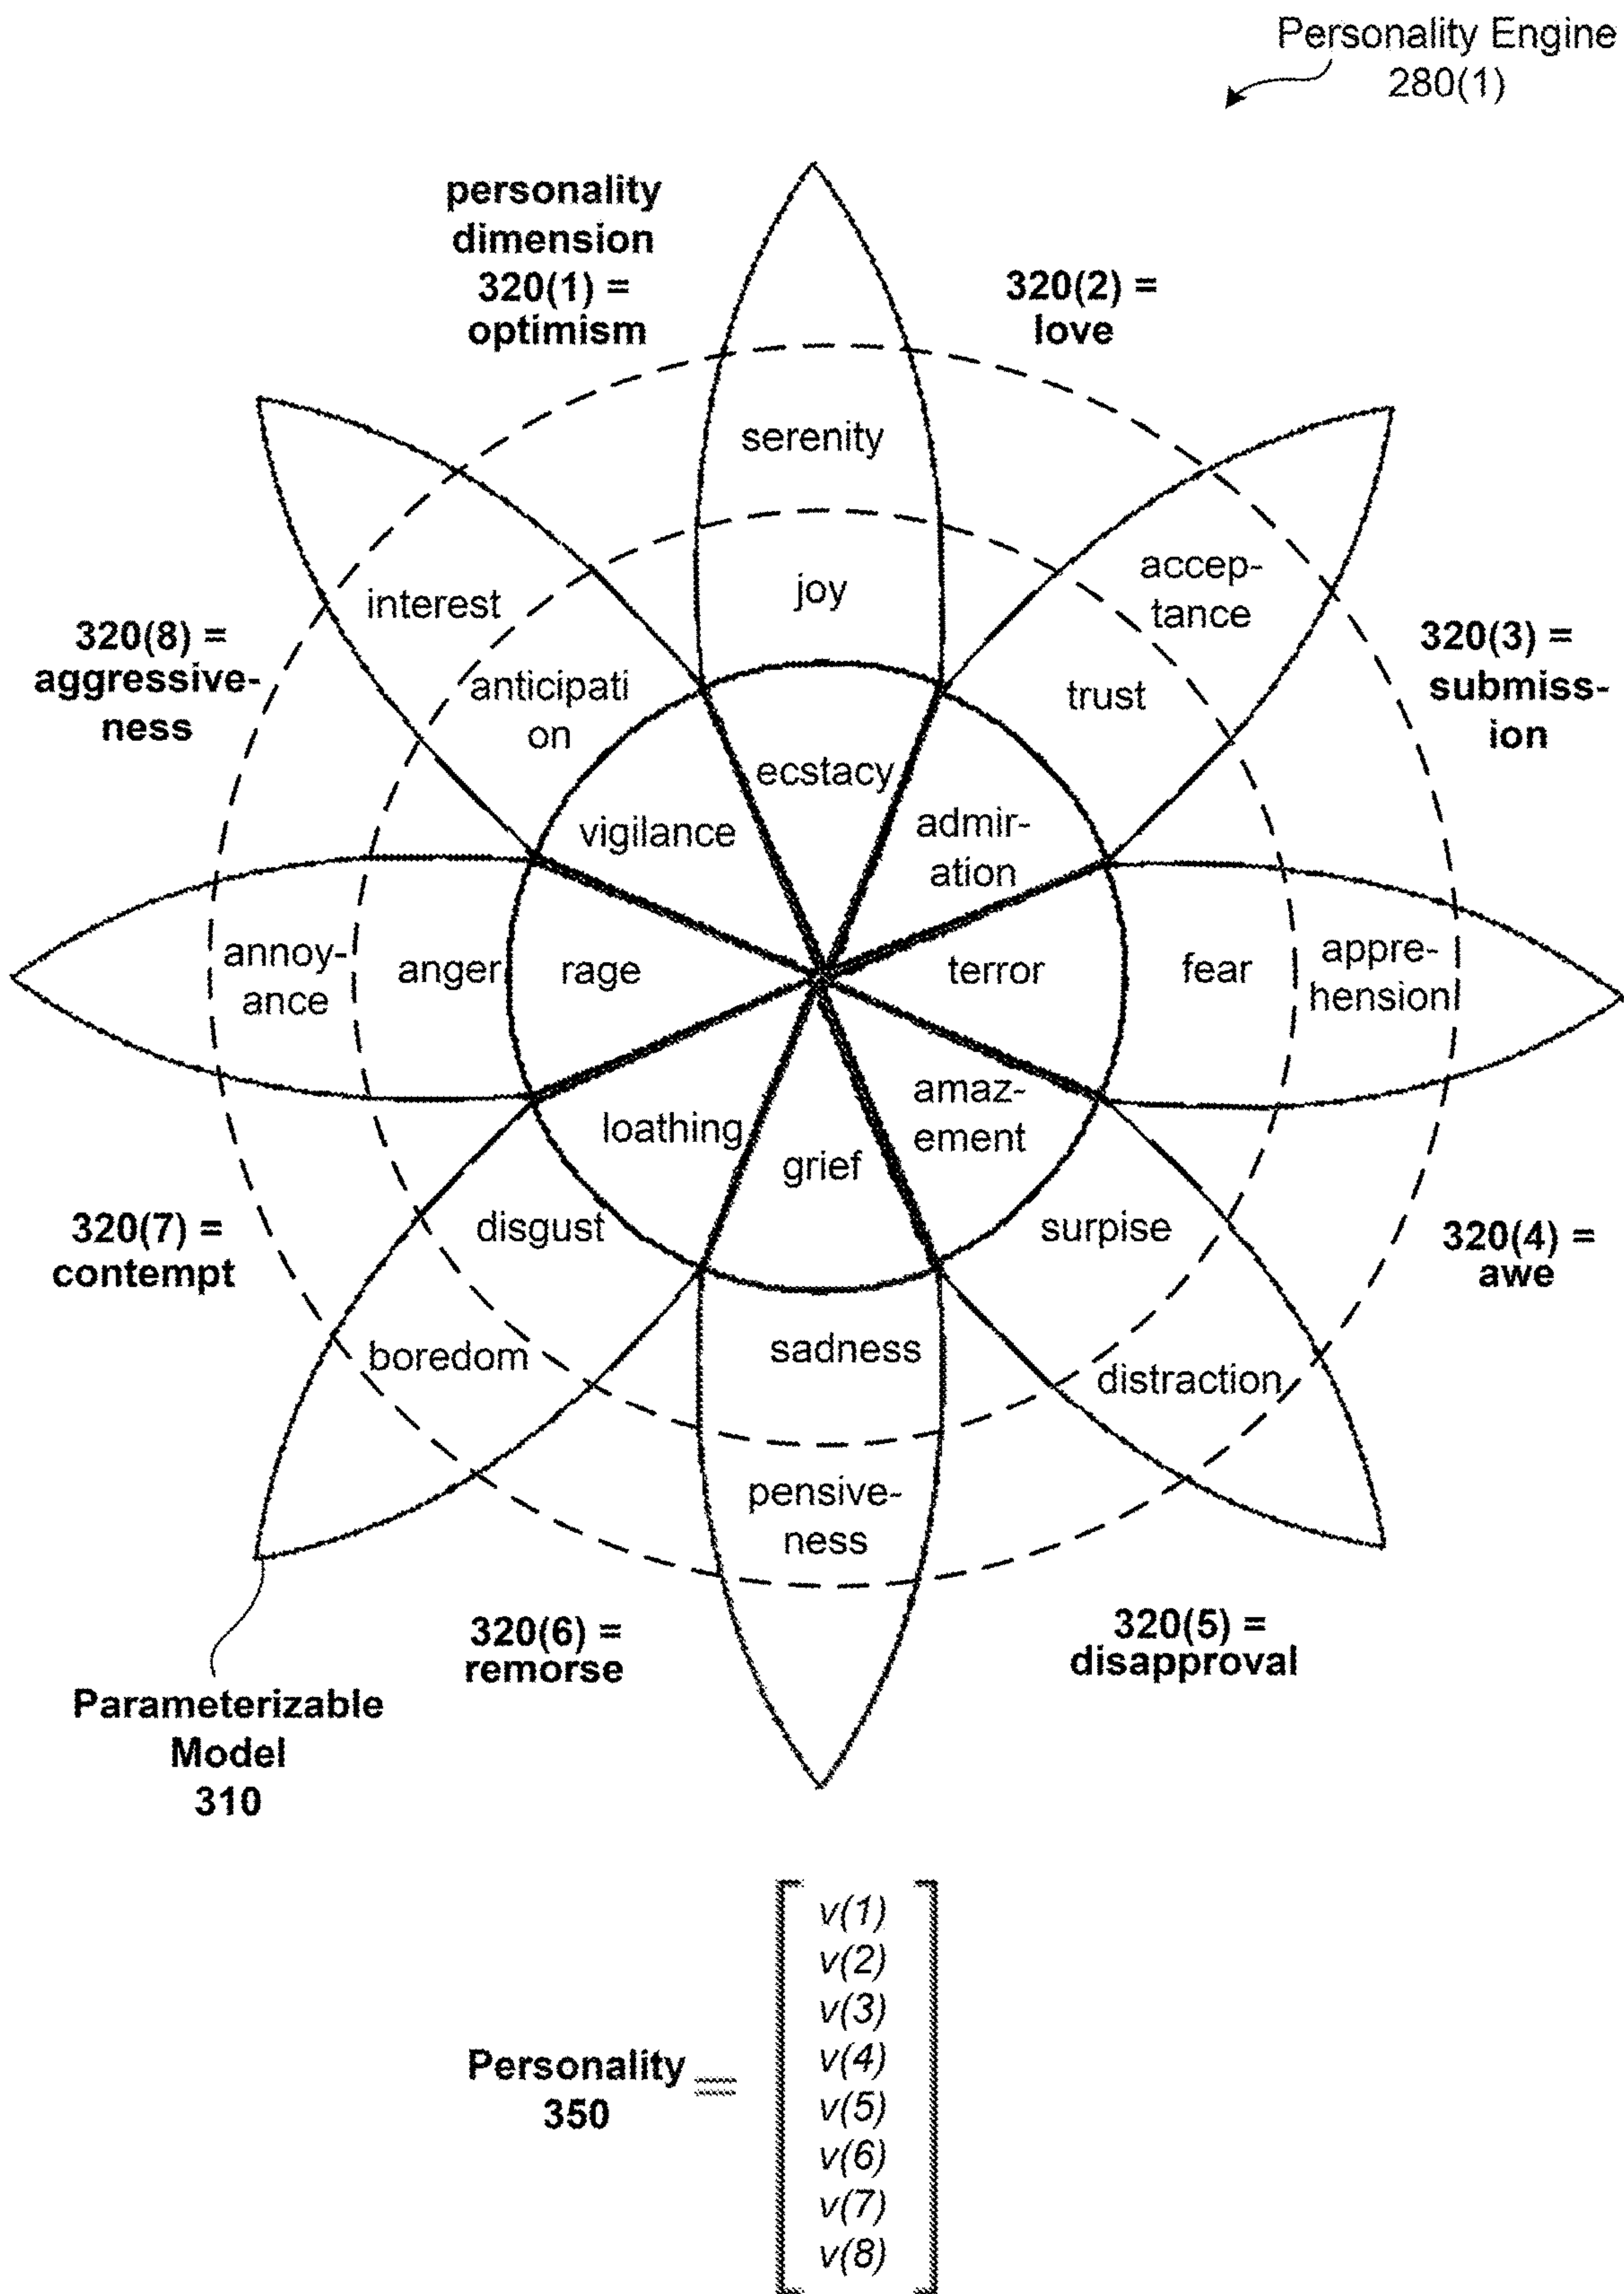 Personality Engine
280(1)
personality
dimension
320(1) =
optimism
320(2) =
love
serenity
joy
accep-
tance
interest
320(8) =
aggressive-
ness
320(3) =
submiss-
ion
anticipati
on
trust
ecstacy
vigilance
admir-
ation
annoy-
ance
anger
rage
terror
fear
appre-
hension
loathing
grief
amaz-
ement
disgust
surpise
320(7) =
contempt
320(4) =
awe
boredom
sadness
distraction
pensive-
ness
320(6) =
remorse
320(5) =
disapproval
Parameterizable
Model
310
Personality
350
=
v(1)
v(2)
v(3)
v(4)
v(5)
v(6)
v(7)
v(8)